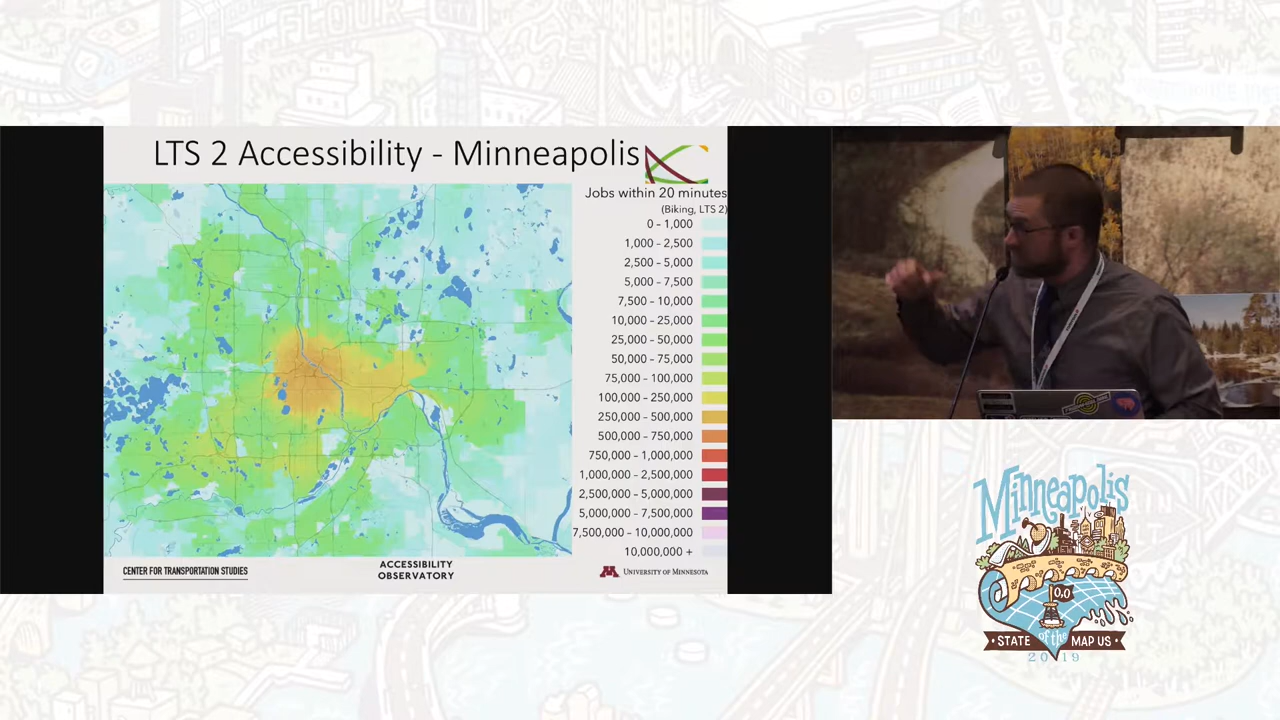 FLOUR
HENNEPIN
LTS 2 Accessibility - Minneapolis
Jobs within 20 minutes
(Biking, LTS 2)
0 – 1,000
1,000 – 2,500
2,500 – 5,000
5,000 – 7,500
7,500 – 10,000
10,000 – 25,000
25,000 – 50,000
50,000 – 75,000
75,000 – 100,000
100,000 – 250,000
250,000 – 500,000
500,000 – 750,000
750,000 – 1,000,000
1,000,000 – 2,500,000
2,500,000 – 5,000,000
5,000,000 – 7,500,000
7,500,000 – 10,000,000
10,000,000 +
CENTER FOR TRANSPORTATION STUDIES
ACCESSIBILITY
OBSERVATORY
UNIVERSITY OF MINNESOTA
Minneapolis
0,0
STATE of the MAP US
2019